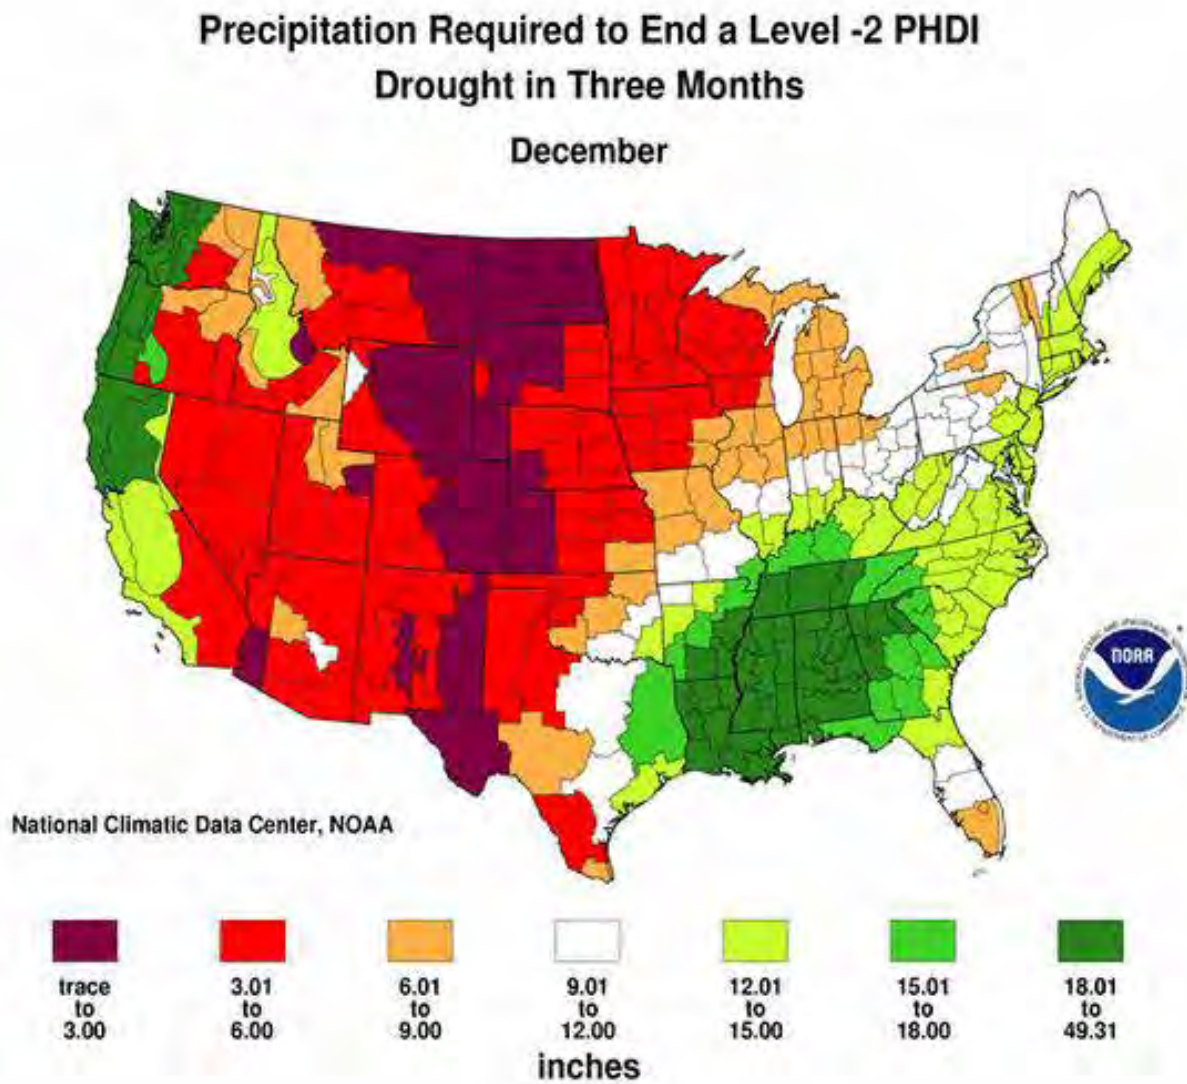 Precipitation Required to End a Level -2 PHDI
Drought in Three Months
December
NOAA
National Climatic Data Center, NOAA
trace
to
3.00
3.01
to
6.00
6.01
to
9.00
9.01
to
12.00
12.01
to
15.00
15.01
to
18.00
18.01
to
49.31
inches